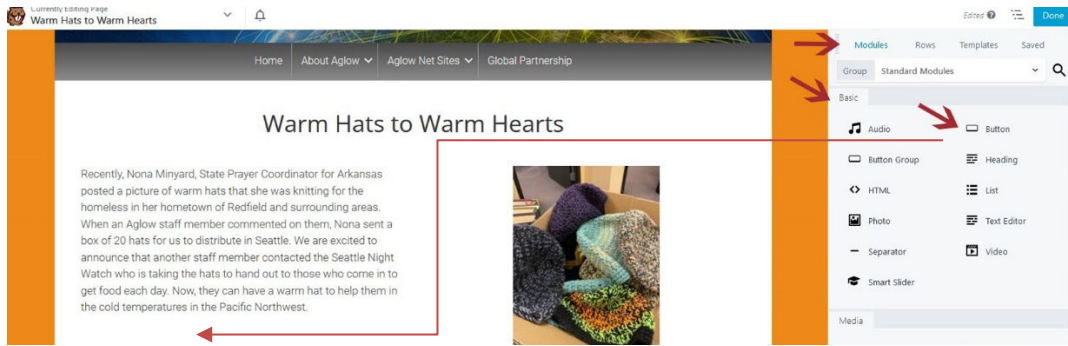 Currently Editing Page
Warm Hats to Warm Hearts
Edited
Done
Home About Aglow Aglow Net Sites Global Partnership
Modules Rows Templates Saved
Group Standard Modules
Basic
Audio Button
Button Group Heading
HTML List
Photo Text Editor
Separator Video
Smart Slider
Media
Warm Hats to Warm Hearts
Recently, Nona Minyard, State Prayer Coordinator for Arkansas
posted a picture of warm hats that she was knitting for the
homeless in her hometown of Redfield and surrounding areas.
When an Aglow staff member commented on them, Nona sent a
box of 20 hats for us to distribute in Seattle. We are excited to
announce that another staff member contacted the Seattle Night
Watch who is taking the hats to hand out to those who come in to
get food each day. Now, they can have a warm hat to help them in
the cold temperatures in the Pacific Northwest.